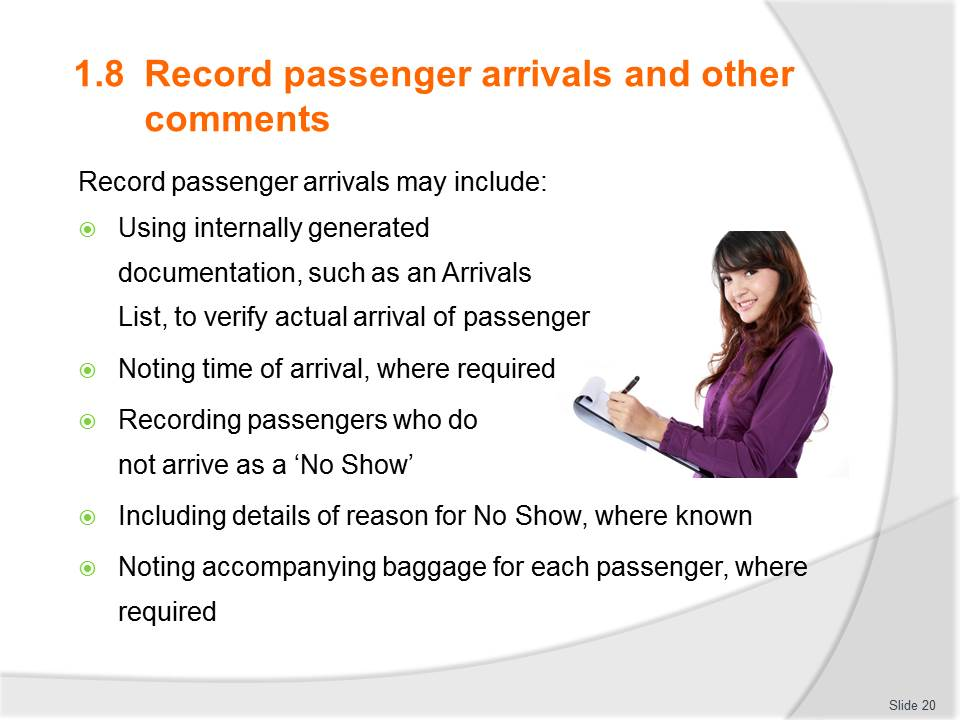 1.8 Record passenger arrivals and other
comments
Record passenger arrivals may include:
Using internally generated
documentation, such as an Arrivals
List, to verify actual arrival of passenger
Noting time of arrival, where required
Recording passengers who do
not arrive as a ‘No Show’
Including details of reason for No Show, where known
Noting accompanying baggage for each passenger, where
required
Slide 20